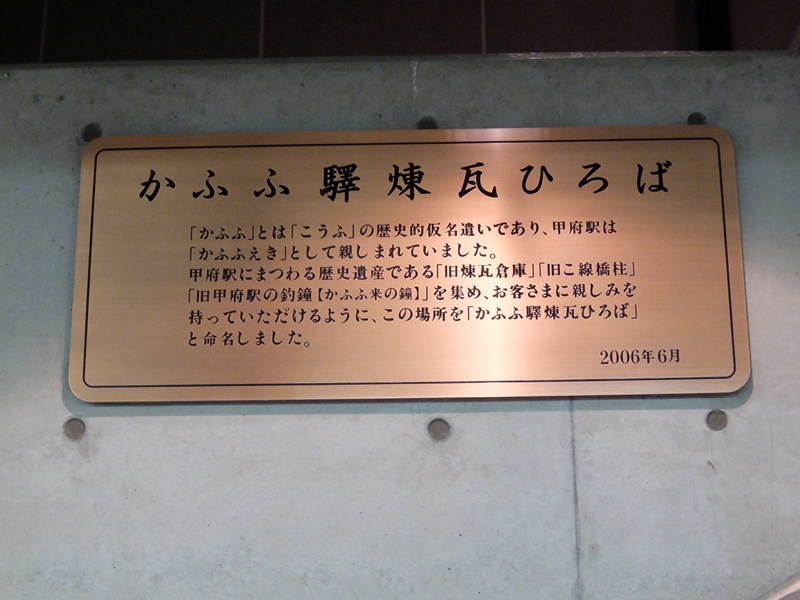 かふふ驛煉瓦ひろば
「かふふ」とは「こうふ」の歴史的仮名遣いであり、甲府駅は
「かふふえき」として親しまれていました。
甲府駅にまつわる歴史遺産である「旧煉瓦倉庫」「旧こ線橋柱」
「旧甲府駅の釣鐘【かふふ来の鐘】」を集め、お客さまに親しみを
持っていただけるように、この場所を「かふふ驛煉瓦ひろば」
と命名しました。
2006年6月